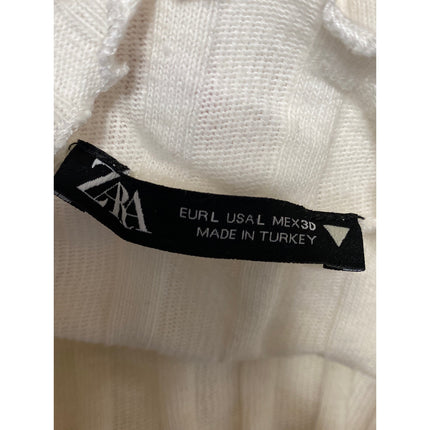 ZARA
EUR L USA L MEX 30
MADE IN TURKEY